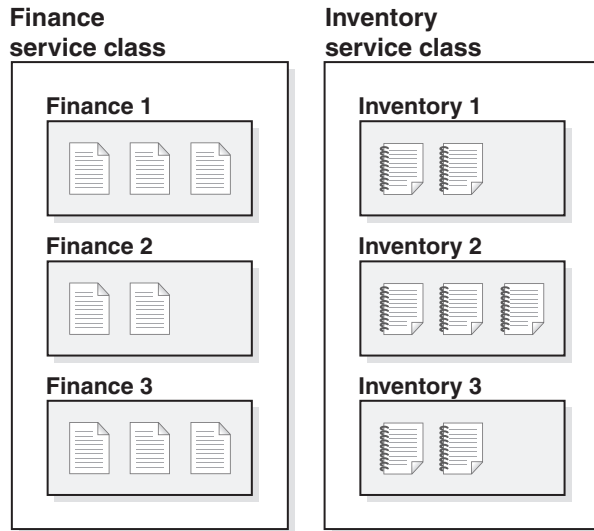 Finance
service class
Finance 1
Finance 2
Finance 3
Inventory
service class
Inventory 1
Inventory 2
Inventory 3